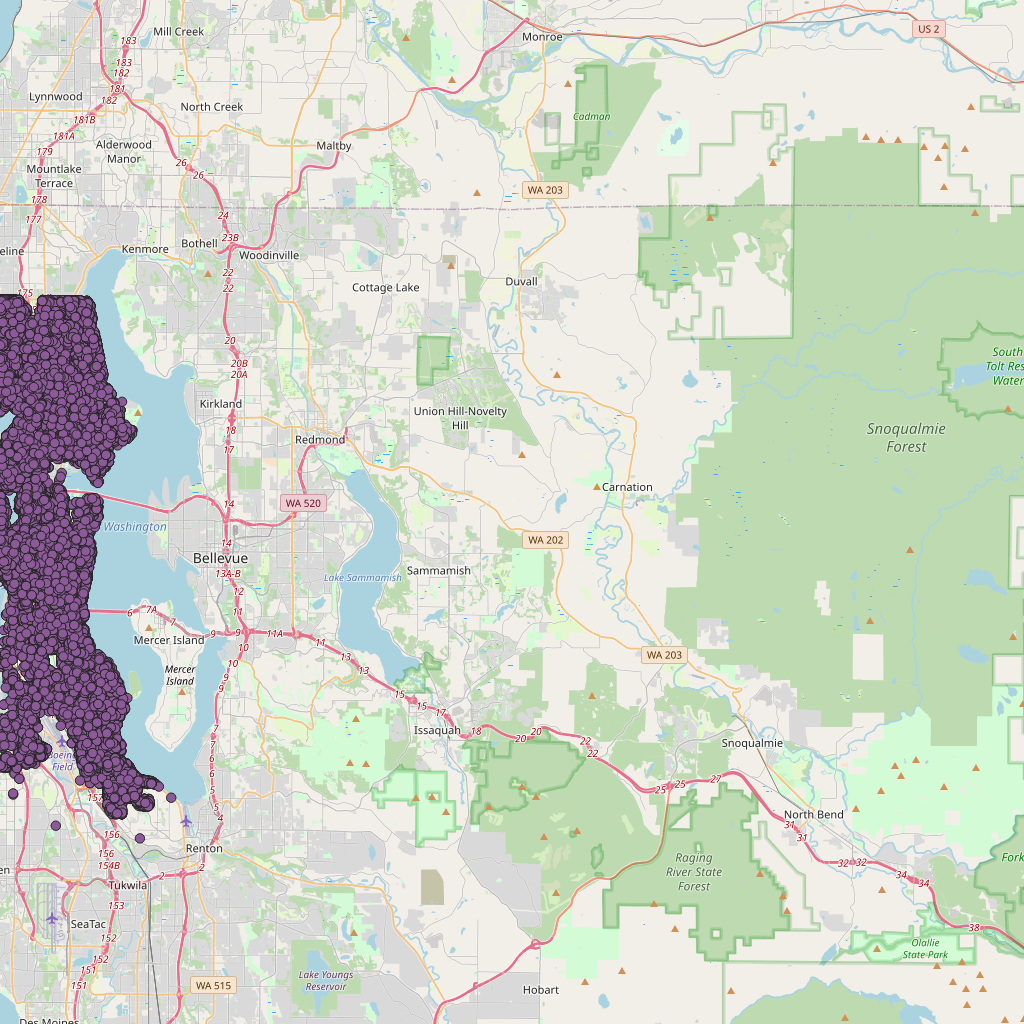 Mill Creek
183
183
182
181
182
Lynnwood
North Creek
181B
181A
Alderwood
Manor
179
Mountlake
Terrace
178
177
26
26
24
23B
22
22
Maltby
Monroe
US 2
Cadman
WA 203
Kenmore
Bothell
Woodinville
eline
175
Cottage Lake
Duvall
20
20B
20A
Kirkland
18
17
Redmond
Union Hill-Novelty
Hill
South
Tolt Res
Water
Snoqualmie
Forest
Carnation
WA 520
14
Washington
WA 202
14
Bellevue
13A-B
12
11
Lake Sammamish
Sammamish
6
7A
7
9
9
10
10
11A
11
13
13
15
15
17
Mercer Island
Mercer
Island
9
8
7
7
6
6
5
5
4
WA 203
Issaquah
18
20
20
22
22
25
25
27
Snoqualmie
North Bend
31
31
32
32
34
34
38
Boeing
Field
157
156
156
154B
Renton
2
2
Tukwila
153
SeaTac
152
152
151
151
en
WA 515
Des Moines
Lake Youngs
Reservoir
Hobart
Raging
River State
Forest
Fork
Olallie
State Park